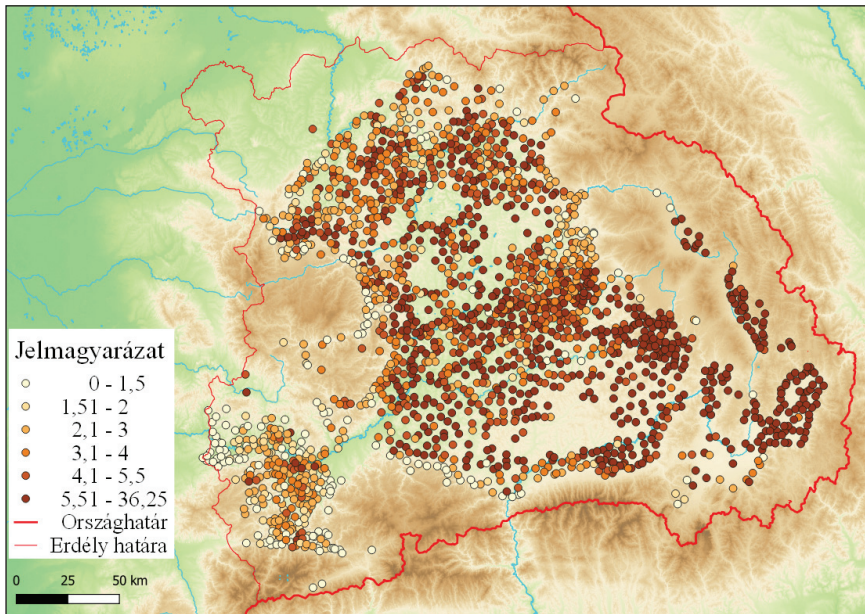 Jelmagyarázat
0 - 1,5
1,51 - 2
2,1 - 3
3,1 - 4
4,1 - 5,5
5,51 - 36,25
Országhatár
Erdély határa
0 25 50 km